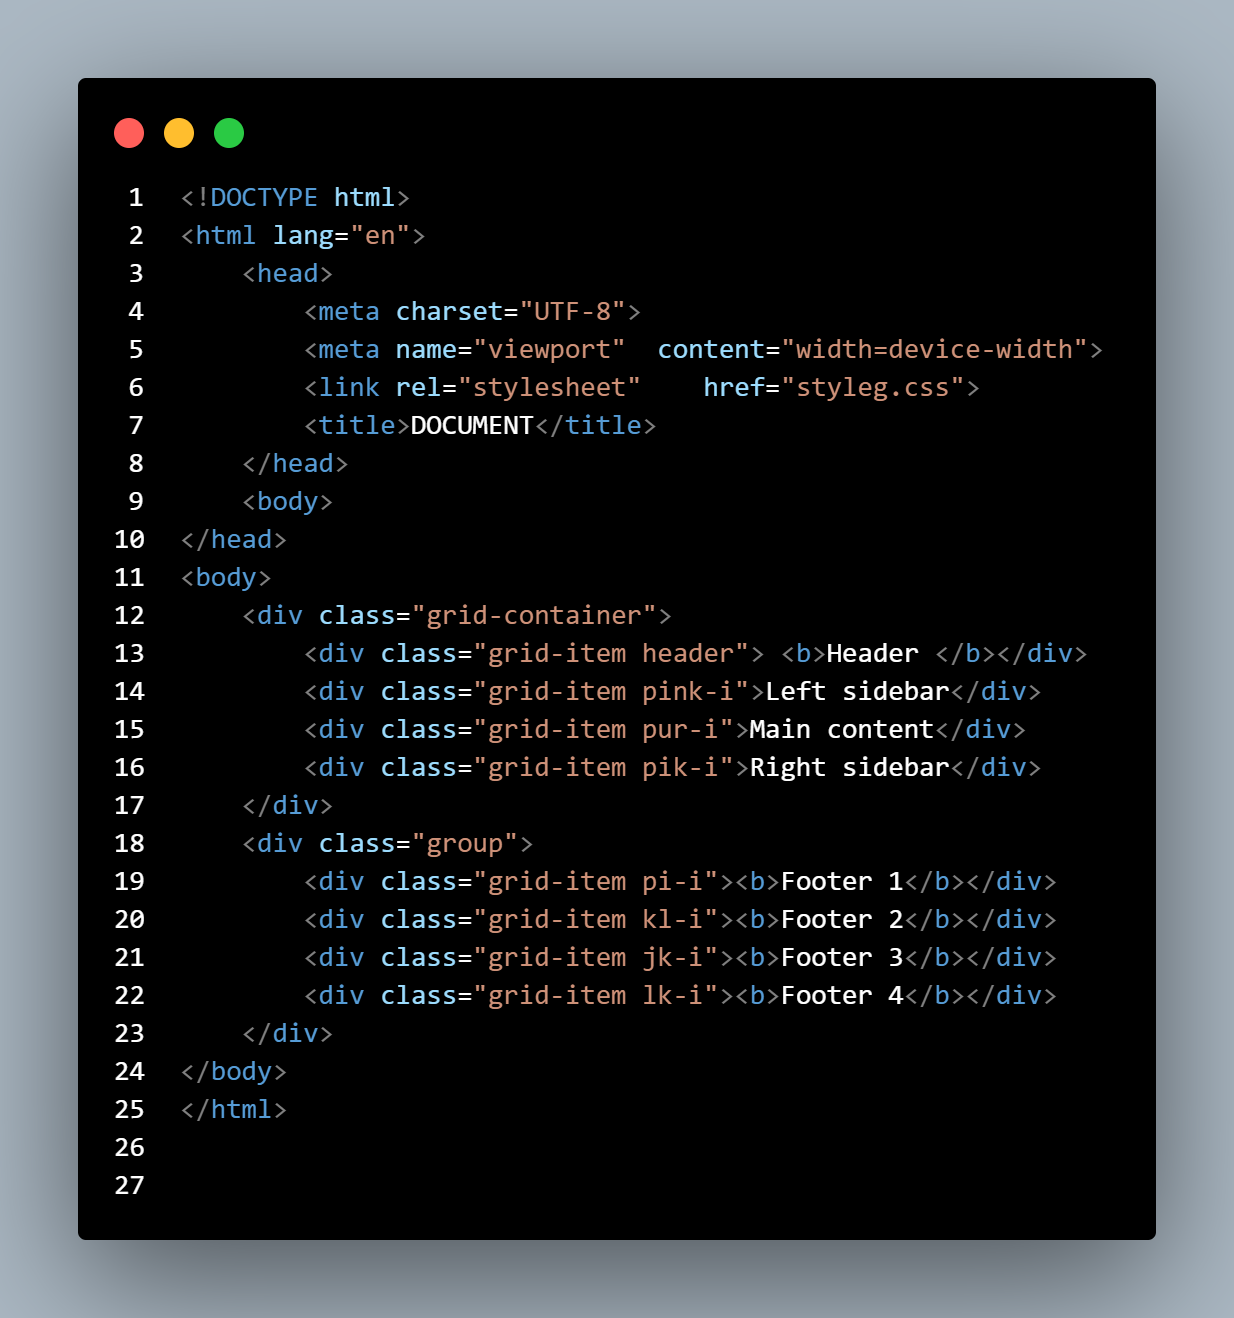 1 <!DOCTYPE html>
2 <html lang="en">
3     <head>
4         <meta charset="UTF-8">
5         <meta name="viewport"  content="width=device-width">
6         <link rel="stylesheet"    href="styleg.css">
7         <title>DOCUMENT</title>
8     </head>
9     <body>
10 </head>
11 <body>
12     <div class="grid-container">
13         <div class="grid-item header"> <b>Header </b></div>
14         <div class="grid-item pink-i">Left sidebar</div>
15         <div class="grid-item pur-i">Main content</div>
16         <div class="grid-item pik-i">Right sidebar</div>
17     </div>
18     <div class="group">
19         <div class="grid-item pi-i"><b>Footer 1</b></div>
20         <div class="grid-item kl-i"><b>Footer 2</b></div>
21         <div class="grid-item jk-i"><b>Footer 3</b></div>
22         <div class="grid-item lk-i"><b>Footer 4</b></div>
23     </div>
24 </body>
25 </html>
26
27